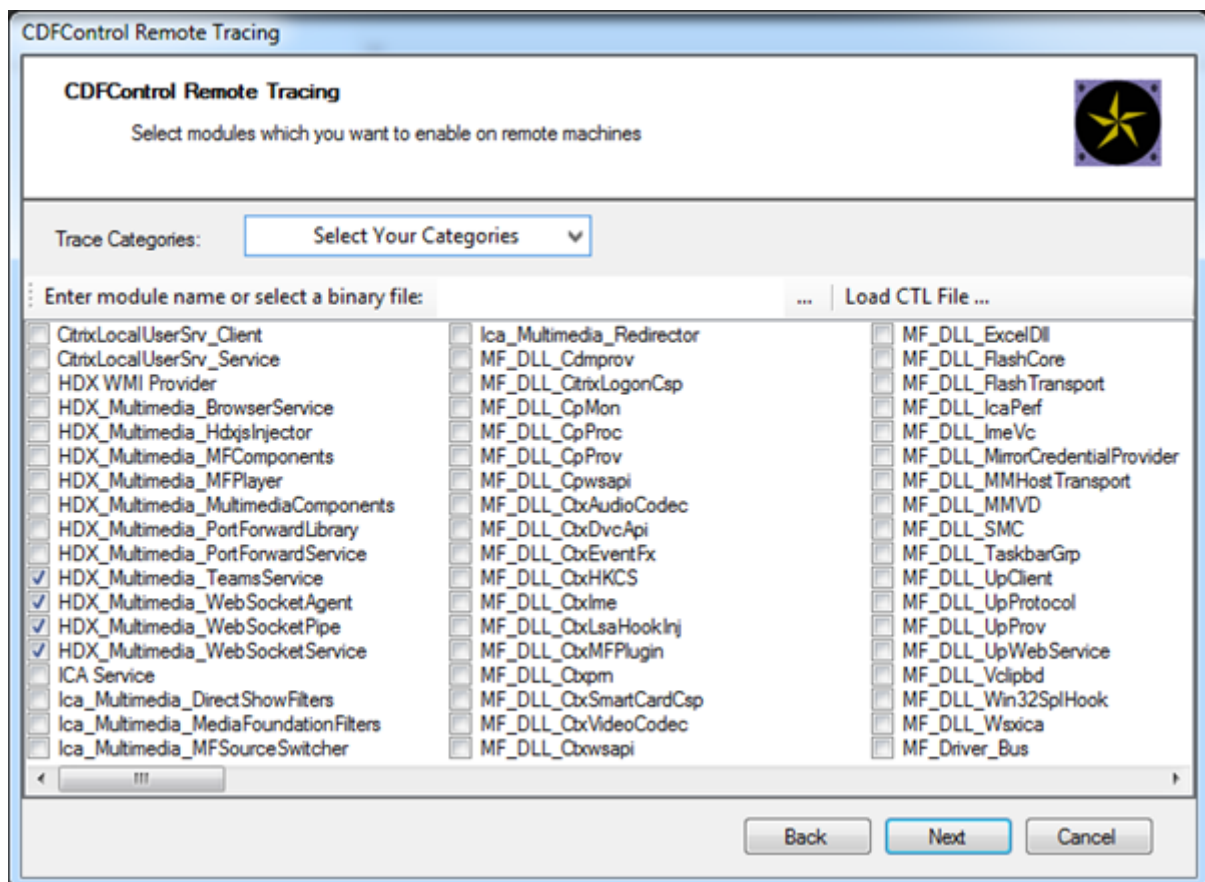 CDFControl Remote Tracing
CDFControl Remote Tracing
Select modules which you want to enable on remote machines
Trace Categories:
Select Your Categories
Enter module name or select a binary file:
...
Load CTL File ...
CitrixLocalUserSrv_Client
CitrixLocalUserSrv_Service
HDX WMI Provider
HDX_Multimedia_BrowserService
HDX_Multimedia_HdxjsInjector
HDX_Multimedia_MFComponents
HDX_Multimedia_MFPlayer
HDX_Multimedia_MultimediaComponents
HDX_Multimedia_PortForwardLibrary
HDX_Multimedia_PortForwardService
HDX_Multimedia_TeamsService
HDX_Multimedia_WebSocketAgent
HDX_Multimedia_WebSocketPipe
HDX_Multimedia_WebSocketService
ICA Service
Ica_Multimedia_DirectShowFilters
Ica_Multimedia_MediaFoundationFilters
Ica_Multimedia_MFSourceSwitcher
Ica_Multimedia_Redirector
MF_DLL_Cdmprov
MF_DLL_CitrixLogonCsp
MF_DLL_CpMon
MF_DLL_CpProc
MF_DLL_CpProv
MF_DLL_Cpwsapi
MF_DLL_CtxAudioCodec
MF_DLL_CtxDvcApi
MF_DLL_CtxEventFx
MF_DLL_CtxHKCS
MF_DLL_CtxIme
MF_DLL_CtxLsaHookInj
MF_DLL_CtxMFPlugin
MF_DLL_Ctxpm
MF_DLL_CtxSmartCardCsp
MF_DLL_CtxVideoCodec
MF_DLL_Ctxwsapi
MF_DLL_ExcelDll
MF_DLL_FlashCore
MF_DLL_FlashTransport
MF_DLL_IcaPerf
MF_DLL_ImeVc
MF_DLL_MirrorCredentialProvider
MF_DLL_MMHostTransport
MF_DLL_MMVD
MF_DLL_SMC
MF_DLL_TaskbarGrp
MF_DLL_UpClient
MF_DLL_UpProtocol
MF_DLL_UpProv
MF_DLL_UpWebService
MF_DLL_Vclipbd
MF_DLL_Win32SplHook
MF_DLL_Wsxica
MF_Driver_Bus
Back
Next
Cancel